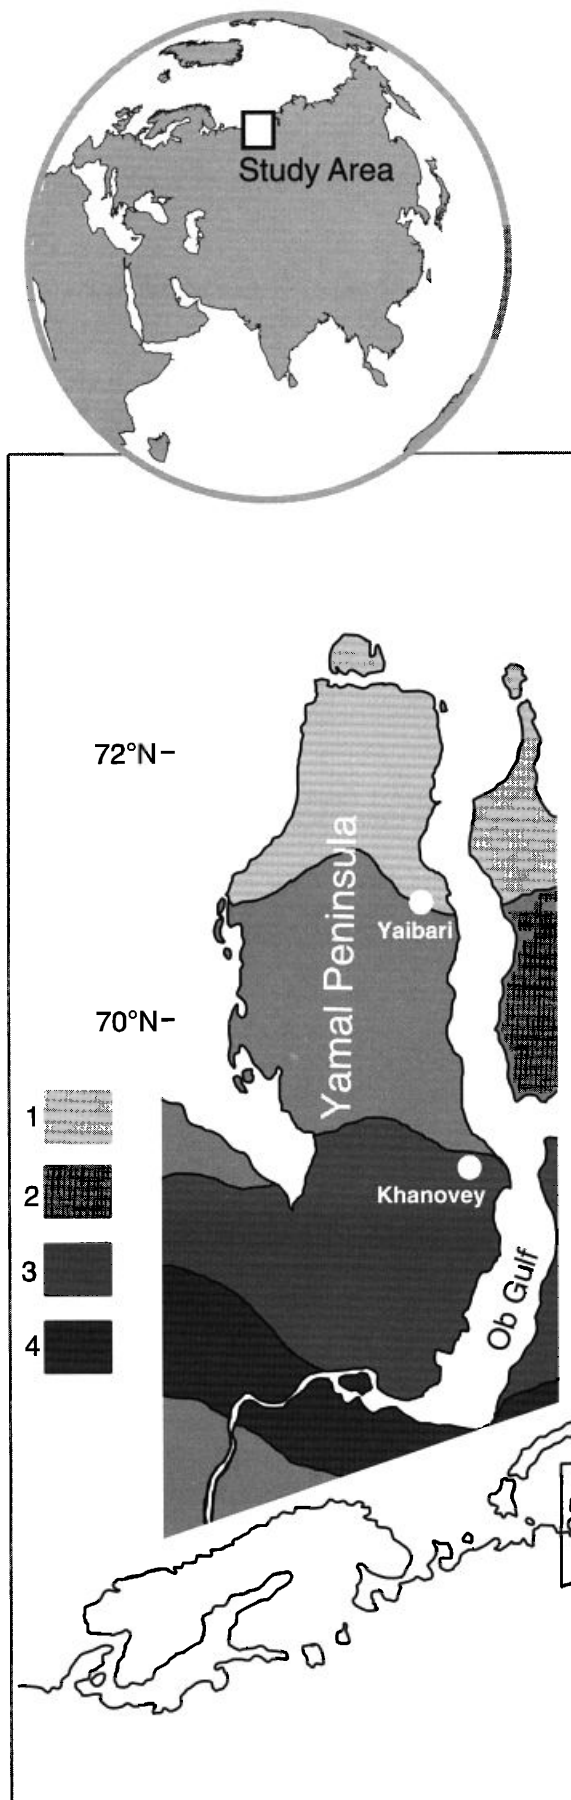 Study Area
72°N
Yamal Peninsula
Yaibari
70°N
1
Khanovey
2
3
Ob Gulf
4